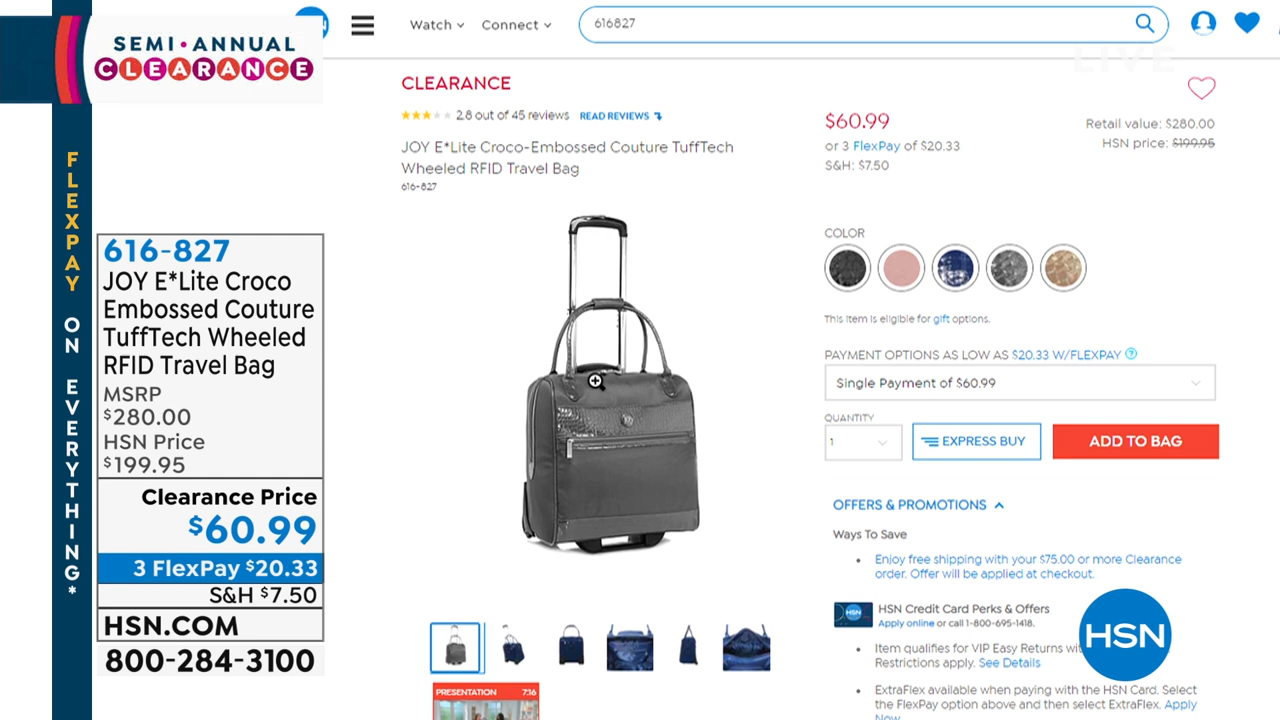 SEMI•ANNUAL
CLEARANCE
FLEXPAY ON EVERYTHING*
616-827
JOY E*Lite Croco
Embossed Couture
TuffTech Wheeled
RFID Travel Bag
MSRP
$280.00
HSN Price
$199.95
Clearance Price
$60.99
3 FlexPay $20.33
S&H $7.50
HSN.COM
800-284-3100
Watch
Connect
616827
LIVE
CLEARANCE
2.8 out of 45 reviews READ REVIEWS
JOY E*Lite Croco-Embossed Couture TuffTech
Wheeled RFID Travel Bag
616-827
PRESENTATION 7:16
$60.99
or 3 FlexPay of $20.33
S&H: $7.50
Retail value: $280.00
HSN price: $199.95
COLOR
This item is eligible for gift options.
PAYMENT OPTIONS AS LOW AS $20.33 W/FLEXPAY ?
Single Payment of $60.99
QUANTITY
1
EXPRESS BUY
ADD TO BAG
OFFERS & PROMOTIONS
Ways To Save
• Enjoy free shipping with your $75.00 or more Clearance
order. Offer will be applied at checkout.
HSN
HSN Credit Card Perks & Offers
Apply online or call 1-800-695-1418.
• Item qualifies for VIP Easy Returns
Restrictions apply. See Details
• ExtraFlex available when paying with the HSN Card. Select
the FlexPay option above and then select ExtraFlex. Apply
Now
HSN